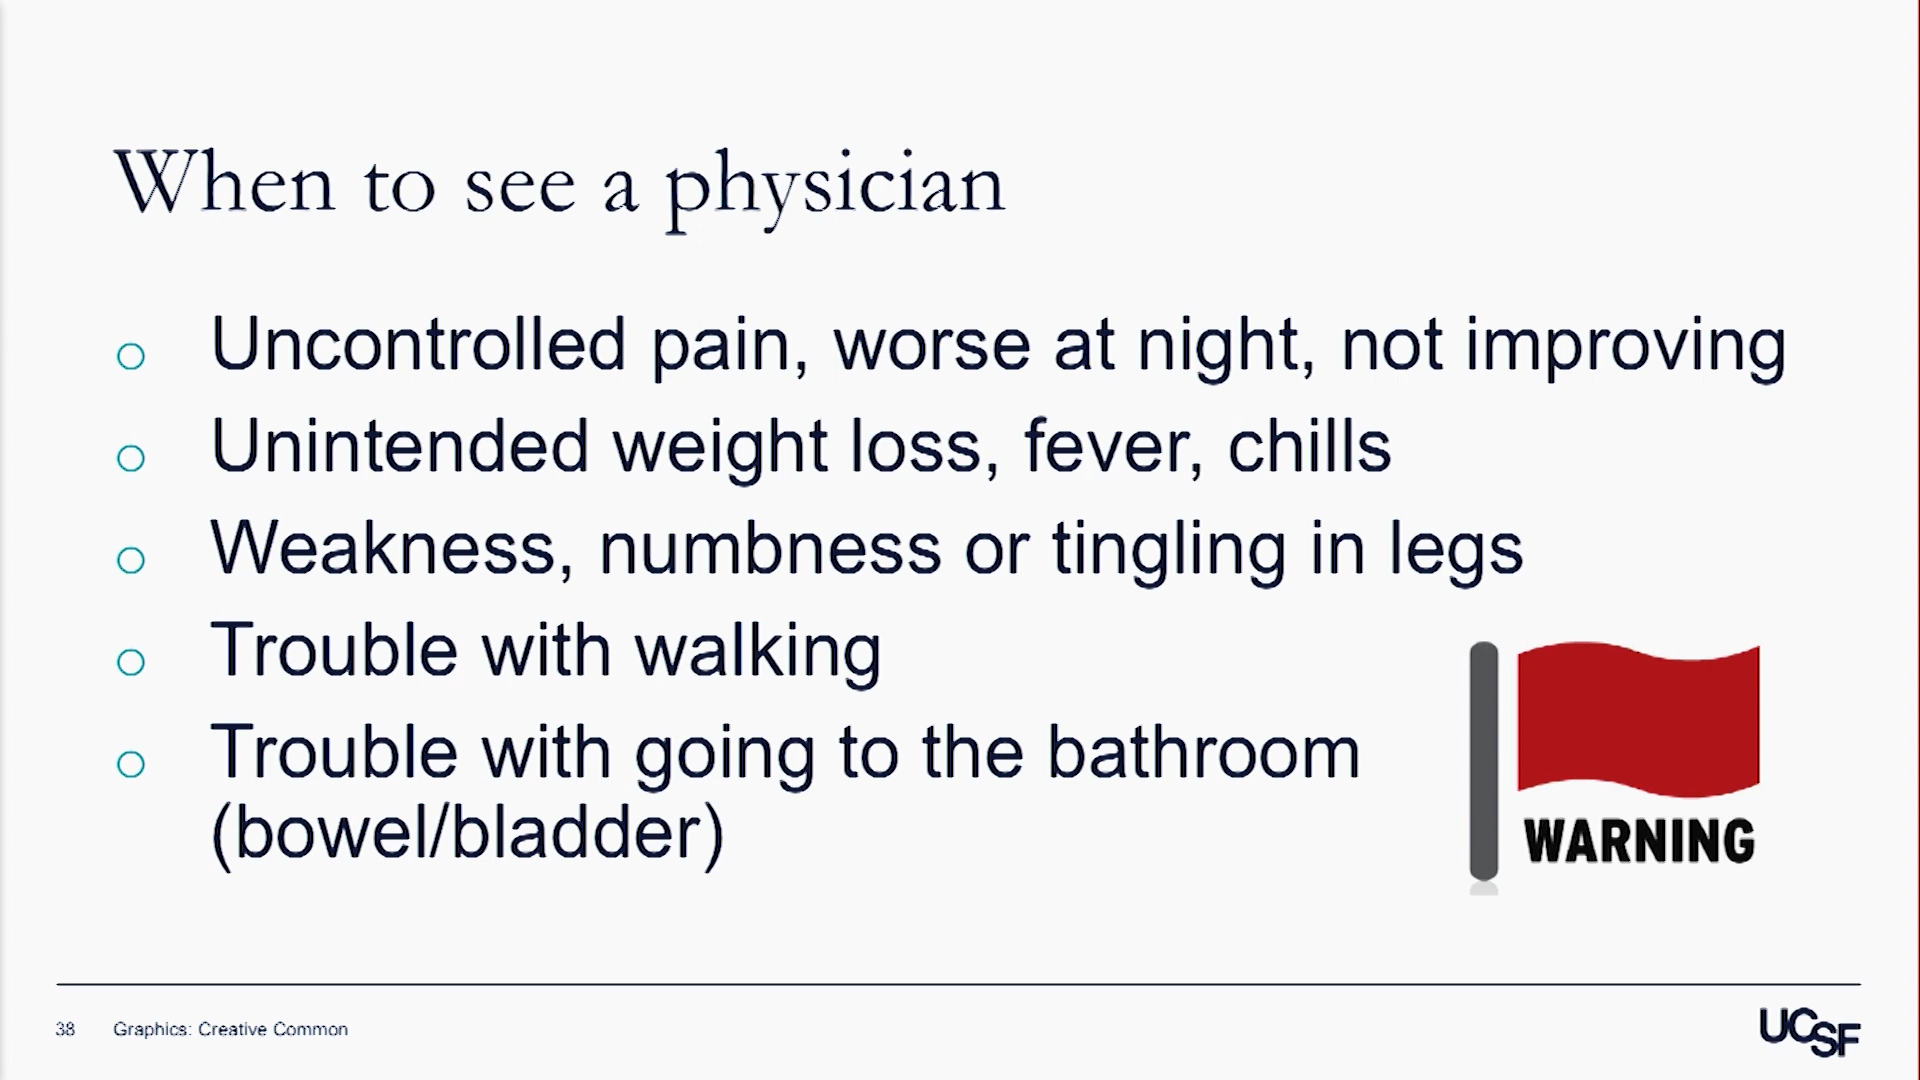 When to see a physician
Uncontrolled pain, worse at night, not improving
Unintended weight loss, fever, chills
Weakness, numbness or tingling in legs
Trouble with walking
Trouble with going to the bathroom
(bowel/bladder)
WARNING
38 Graphics: Creative Common
UCSF